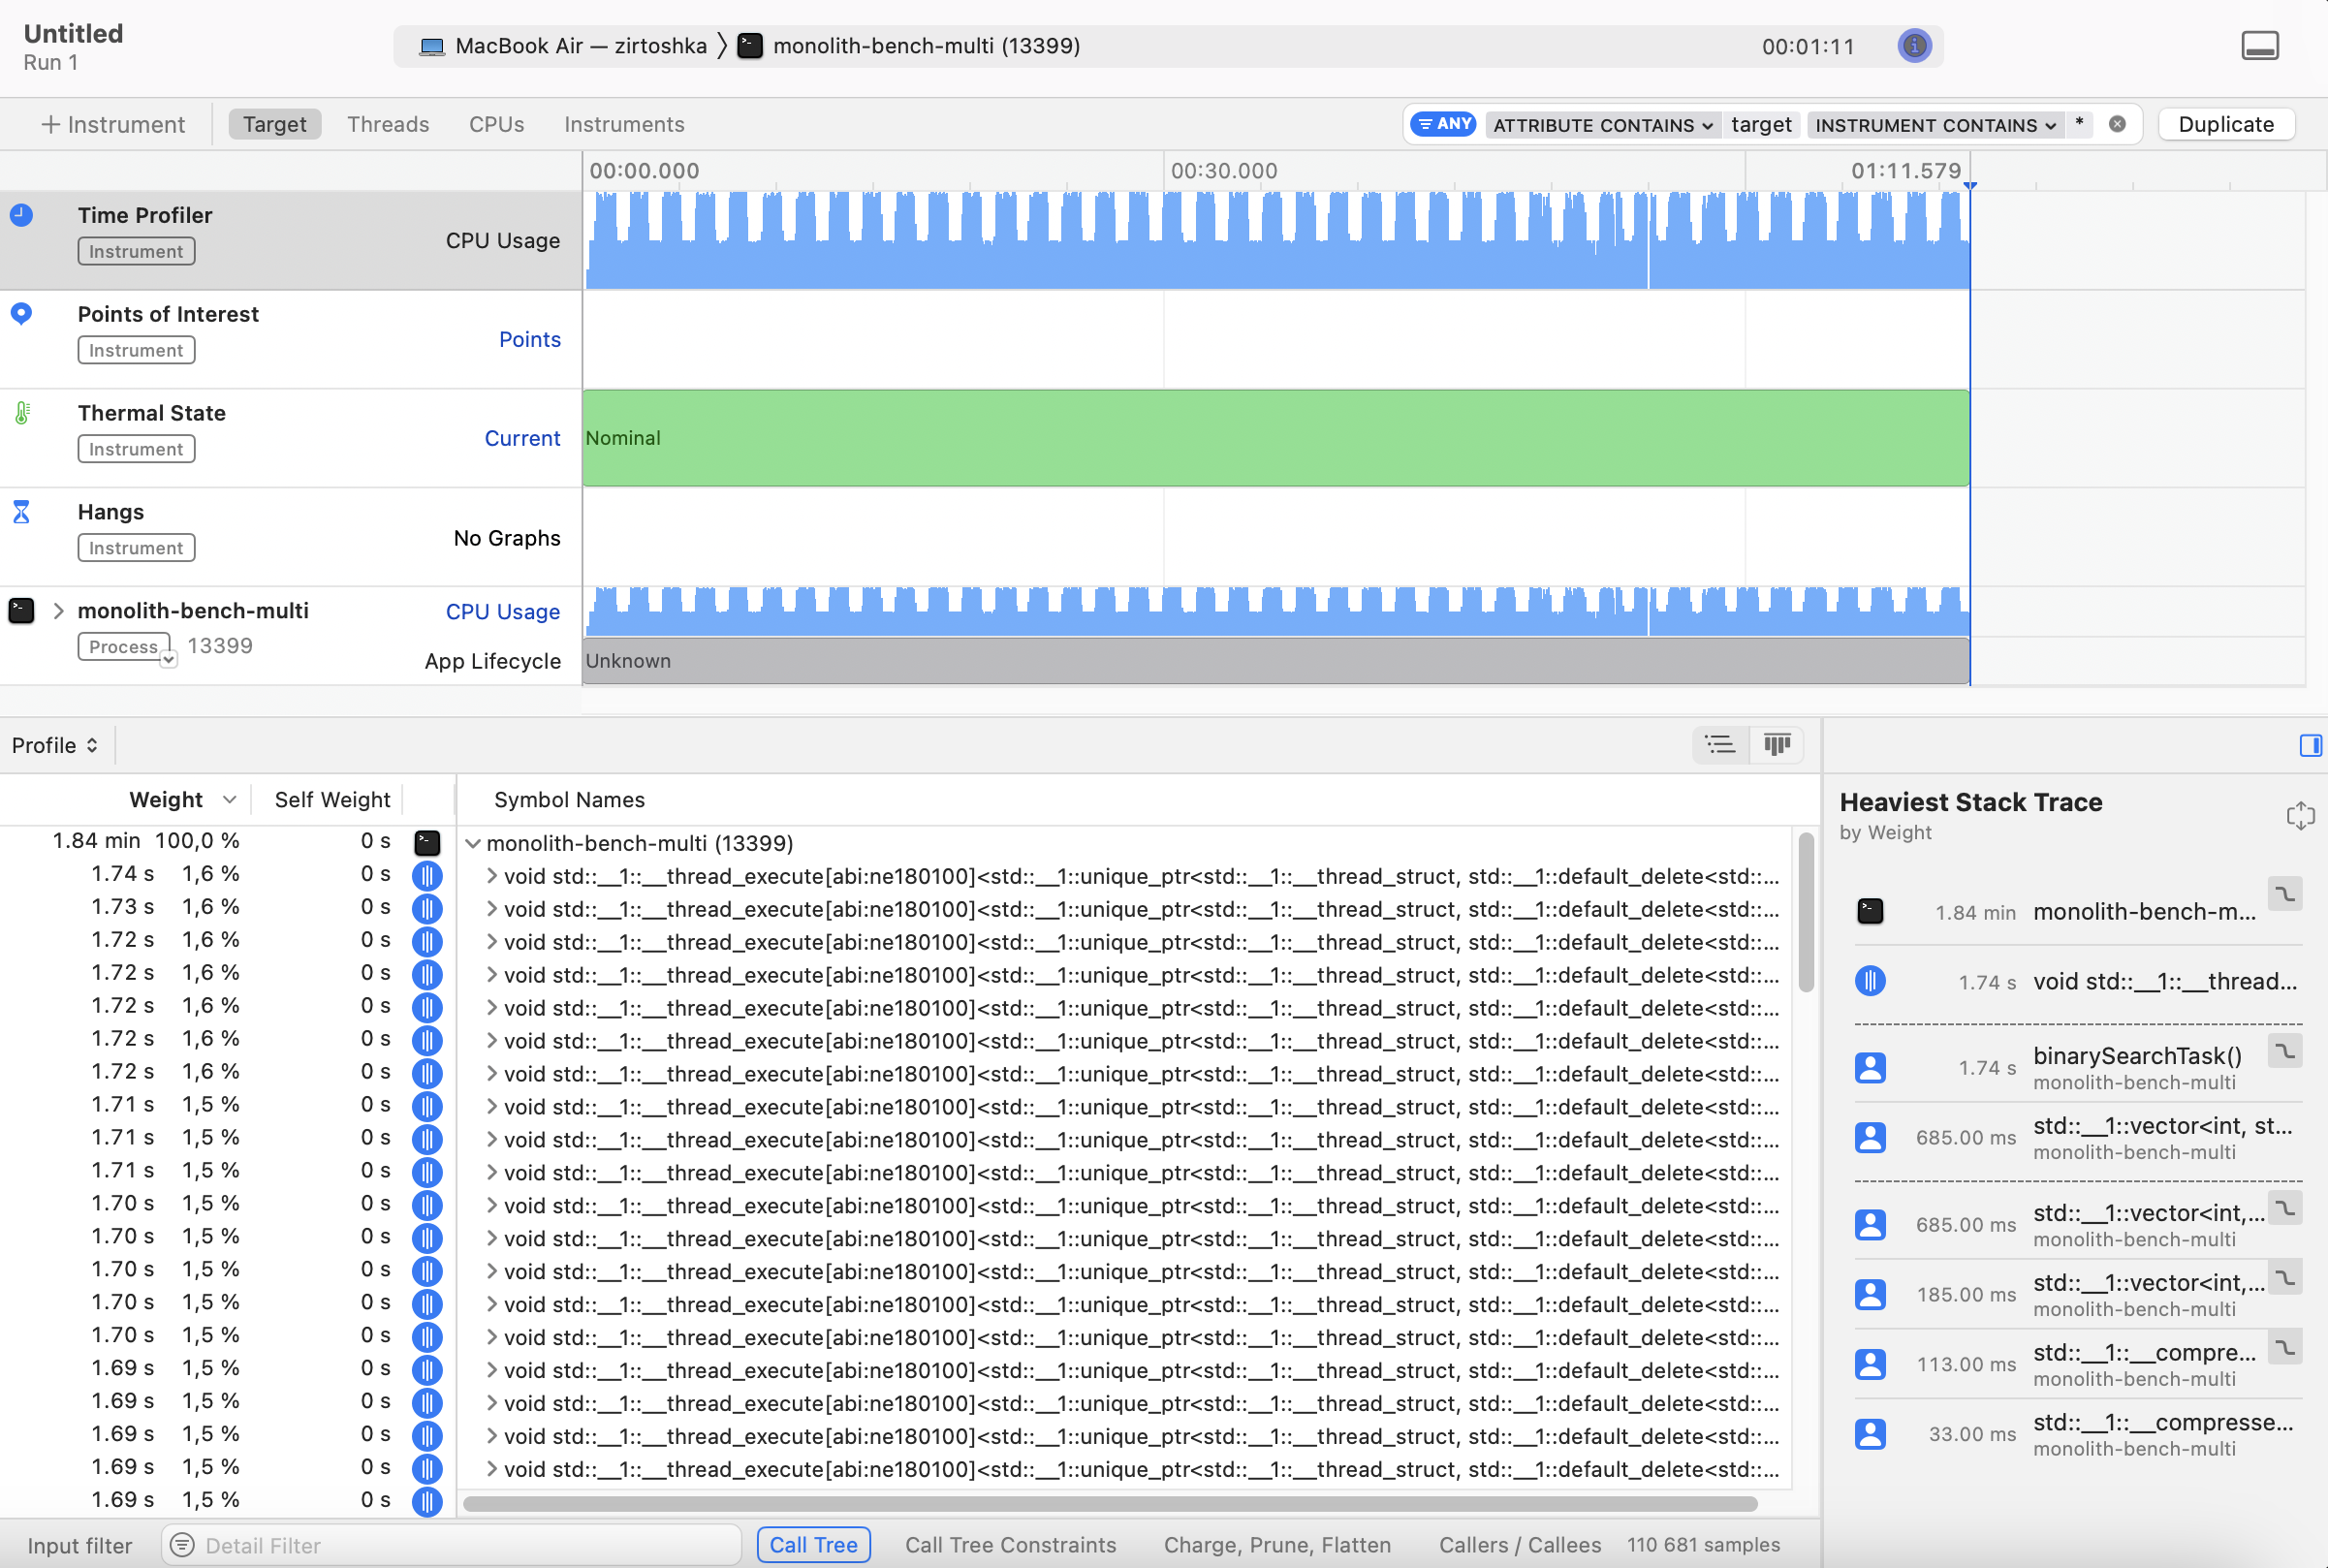 Untitled
Run 1
MacBook Air — zirtoshka 〉 monolith-bench-multi (13399)
00:01:11
+ Instrument
Target
Threads
CPUs
Instruments
ANY
ATTRIBUTE CONTAINS
target
INSTRUMENT CONTAINS
*
Duplicate
00:00.000
00:30.000
01:11.579
Time Profiler
Instrument
CPU Usage
Points of Interest
Instrument
Points
Thermal State
Instrument
Current
Nominal
Hangs
Instrument
No Graphs
monolith-bench-multi
Process
13399
CPU Usage
App Lifecycle
Unknown
Profile
Weight Self Weight Symbol Names
1.84 min 100,0 % 0 s monolith-bench-multi (13399)
1.74 s 1,6 % 0 s void std::__1::__thread_execute[abi:ne180100]<std::__1::unique_ptr<std::__1::__thread_struct, std::__1::default_delete<std::...
1.73 s 1,6 % 0 s void std::__1::__thread_execute[abi:ne180100]<std::__1::unique_ptr<std::__1::__thread_struct, std::__1::default_delete<std::...
1.72 s 1,6 % 0 s void std::__1::__thread_execute[abi:ne180100]<std::__1::unique_ptr<std::__1::__thread_struct, std::__1::default_delete<std::...
1.72 s 1,6 % 0 s void std::__1::__thread_execute[abi:ne180100]<std::__1::unique_ptr<std::__1::__thread_struct, std::__1::default_delete<std::...
1.72 s 1,6 % 0 s void std::__1::__thread_execute[abi:ne180100]<std::__1::unique_ptr<std::__1::__thread_struct, std::__1::default_delete<std::...
1.72 s 1,6 % 0 s void std::__1::__thread_execute[abi:ne180100]<std::__1::unique_ptr<std::__1::__thread_struct, std::__1::default_delete<std::...
1.72 s 1,6 % 0 s void std::__1::__thread_execute[abi:ne180100]<std::__1::unique_ptr<std::__1::__thread_struct, std::__1::default_delete<std::...
1.71 s 1,5 % 0 s void std::__1::__thread_execute[abi:ne180100]<std::__1::unique_ptr<std::__1::__thread_struct, std::__1::default_delete<std::...
1.71 s 1,5 % 0 s void std::__1::__thread_execute[abi:ne180100]<std::__1::unique_ptr<std::__1::__thread_struct, std::__1::default_delete<std::...
1.71 s 1,5 % 0 s void std::__1::__thread_execute[abi:ne180100]<std::__1::unique_ptr<std::__1::__thread_struct, std::__1::default_delete<std::...
1.70 s 1,5 % 0 s void std::__1::__thread_execute[abi:ne180100]<std::__1::unique_ptr<std::__1::__thread_struct, std::__1::default_delete<std::...
1.70 s 1,5 % 0 s void std::__1::__thread_execute[abi:ne180100]<std::__1::unique_ptr<std::__1::__thread_struct, std::__1::default_delete<std::...
1.70 s 1,5 % 0 s void std::__1::__thread_execute[abi:ne180100]<std::__1::unique_ptr<std::__1::__thread_struct, std::__1::default_delete<std::...
1.70 s 1,5 % 0 s void std::__1::__thread_execute[abi:ne180100]<std::__1::unique_ptr<std::__1::__thread_struct, std::__1::default_delete<std::...
1.70 s 1,5 % 0 s void std::__1::__thread_execute[abi:ne180100]<std::__1::unique_ptr<std::__1::__thread_struct, std::__1::default_delete<std::...
1.69 s 1,5 % 0 s void std::__1::__thread_execute[abi:ne180100]<std::__1::unique_ptr<std::__1::__thread_struct, std::__1::default_delete<std::...
1.69 s 1,5 % 0 s void std::__1::__thread_execute[abi:ne180100]<std::__1::unique_ptr<std::__1::__thread_struct, std::__1::default_delete<std::...
1.69 s 1,5 % 0 s void std::__1::__thread_execute[abi:ne180100]<std::__1::unique_ptr<std::__1::__thread_struct, std::__1::default_delete<std::...
1.69 s 1,5 % 0 s void std::__1::__thread_execute[abi:ne180100]<std::__1::unique_ptr<std::__1::__thread_struct, std::__1::default_delete<std::...
1.69 s 1,5 % 0 s
Heaviest Stack Trace
by Weight
1.84 min monolith-bench-m...
1.74 s void std::__1::__thread...
1.74 s binarySearchTask()
monolith-bench-multi
685.00 ms std::__1::vector<int, st...
monolith-bench-multi
685.00 ms std::__1::vector<int,...
monolith-bench-multi
185.00 ms std::__1::vector<int,...
monolith-bench-multi
113.00 ms std::__1::__compre...
monolith-bench-multi
33.00 ms std::__1::__compresse...
monolith-bench-multi
Input filter
Detail Filter
Call Tree
Call Tree Constraints
Charge, Prune, Flatten
Callers / Callees
110 681 samples